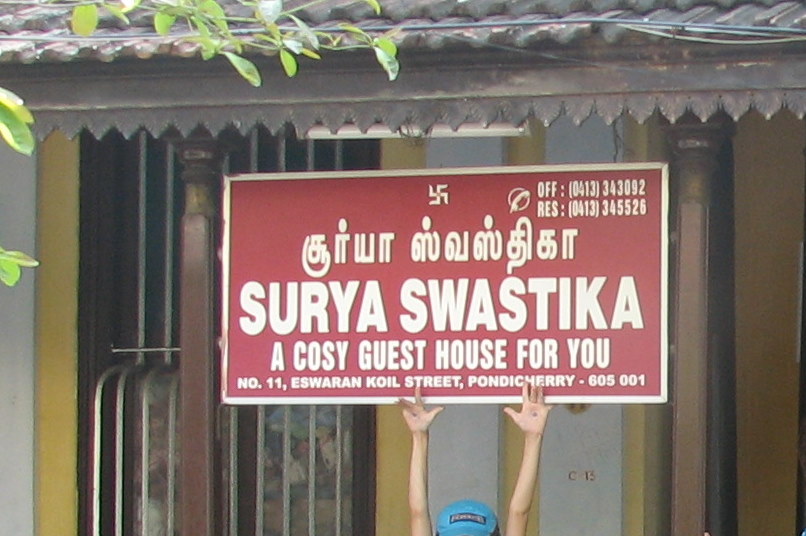 OFF : (0413) 343092
RES : (0413) 345526
சூர்யா ஸ்வஸ்திகா
SURYA SWASTIKA
A COSY GUEST HOUSE FOR YOU
NO. 11, ESWARAN KOIL STREET, PONDICHERRY - 605 001
C-15